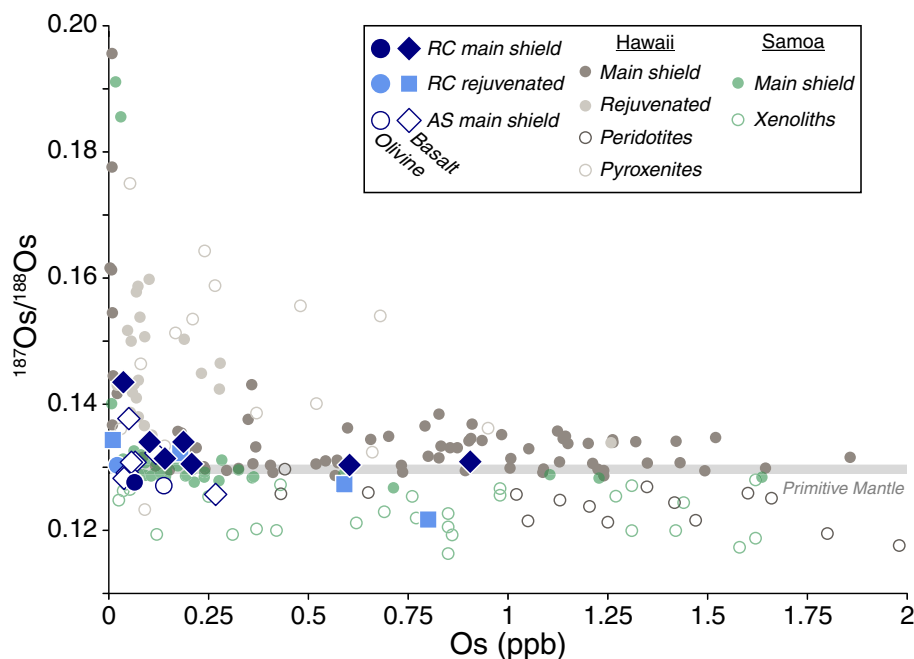 0.20
0.18
0.16
0.14
0.12
187Os/188Os
0
0.25
0.5
0.75
1
1.25
1.5
1.75
2
Os (ppb)
RC main shield
RC rejuvenated
AS main shield
Olivine
Basalt
Hawaii
Main shield
Rejuvenated
Peridotites
Pyroxenites
Samoa
Main shield
Xenoliths
Primitive Mantle